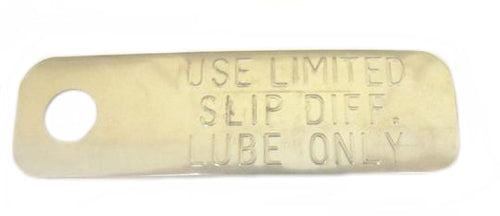 USE LIMITED
SLIP DIFF.
LUBE ONLY